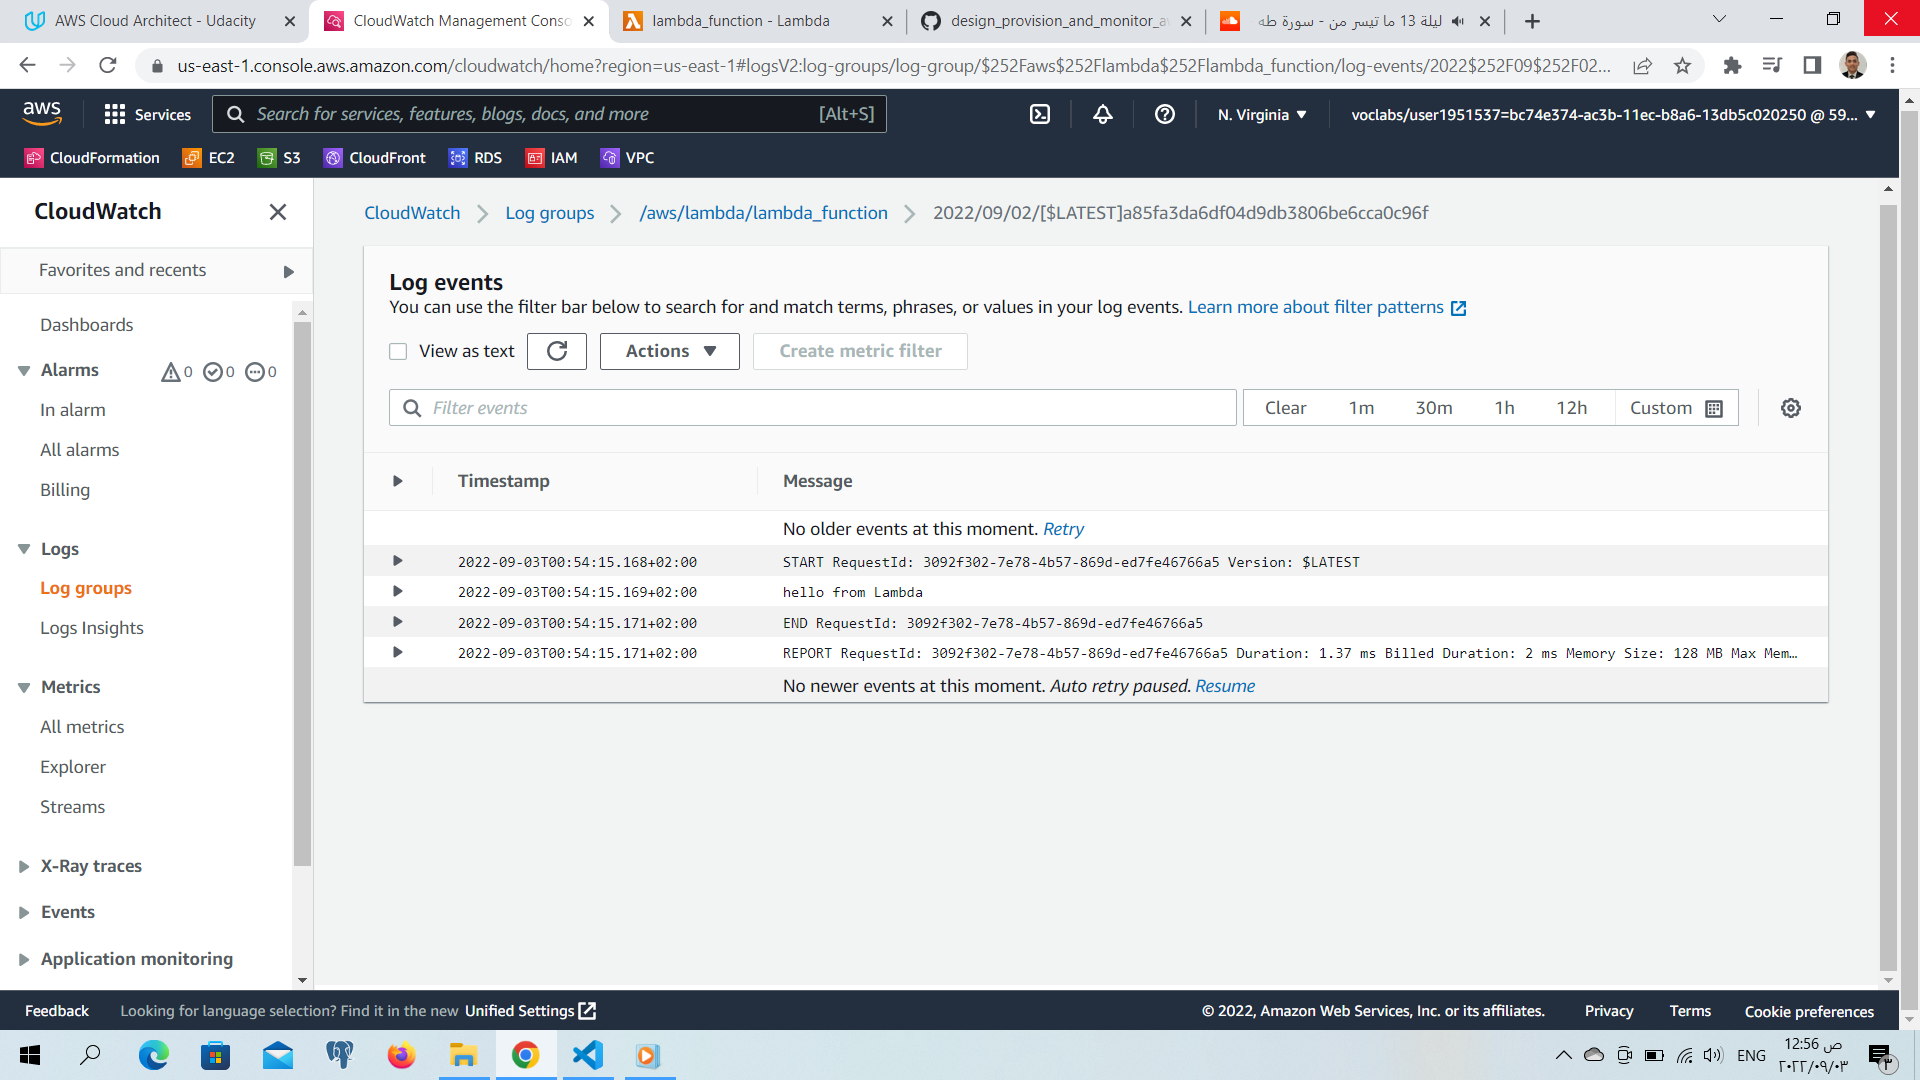 AWS Cloud Architect - Udacity
CloudWatch Management Conso
lambda_function - Lambda
design_provision_and_monitor_a
ليلة 13 ما تيسر من - سورة طه
us-east-1.console.aws.amazon.com/cloudwatch/home?region=us-east-1#logsV2:log-groups/log-group/$252Faws$252Flambda$252Flambda_function/log-events/2022$252F09$252F02...
aws
Services
Search for services, features, blogs, docs, and more
[Alt+S]
N. Virginia
voclabs/user1951537=bc74e374-ac3b-11ec-b8a6-13db5c020250 @ 59...
CloudFormation
EC2
S3
CloudFront
RDS
IAM
VPC
CloudWatch
Favorites and recents
Dashboards
Alarms
0
0
0
In alarm
All alarms
Billing
Logs
Log groups
Logs Insights
Metrics
All metrics
Explorer
Streams
X-Ray traces
Events
Application monitoring
CloudWatch
Log groups
/aws/lambda/lambda_function
2022/09/02/[$LATEST]a85fa3da6df04d9db3806be6cca0c96f
Log events
You can use the filter bar below to search for and match terms, phrases, or values in your log events. Learn more about filter patterns
View as text
Actions
Create metric filter
Filter events
Clear
1m
30m
1h
12h
Custom
Timestamp
Message
No older events at this moment. Retry
2022-09-03T00:54:15.168+02:00 START RequestId: 3092f302-7e78-4b57-869d-ed7fe46766a5 Version: $LATEST
2022-09-03T00:54:15.169+02:00 hello from Lambda
2022-09-03T00:54:15.171+02:00 END RequestId: 3092f302-7e78-4b57-869d-ed7fe46766a5
2022-09-03T00:54:15.171+02:00 REPORT RequestId: 3092f302-7e78-4b57-869d-ed7fe46766a5 Duration: 1.37 ms Billed Duration: 2 ms Memory Size: 128 MB Max Mem…
No newer events at this moment. Auto retry paused. Resume
Feedback
Looking for language selection? Find it in the new Unified Settings
© 2022, Amazon Web Services, Inc. or its affiliates.
Privacy
Terms
Cookie preferences
ENG
12:56 ص
٢٠٢٢/٠٩/٠٣
٣